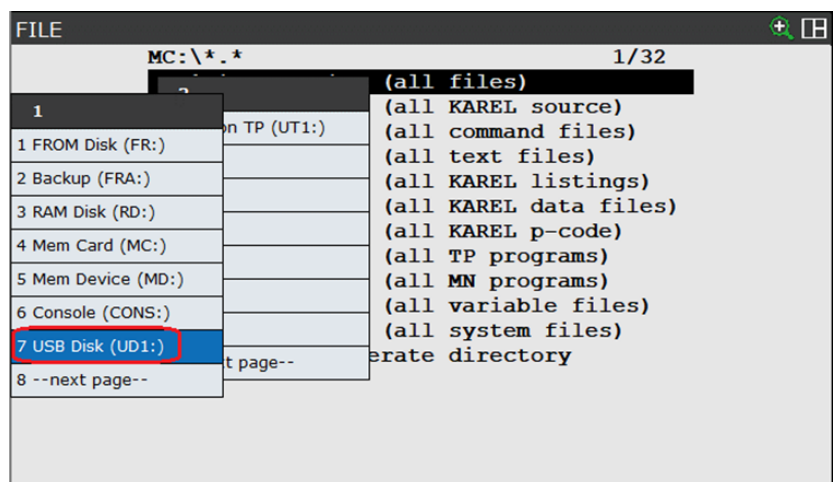 FILE
MC:\*.* 1/32
(all files)
(all KAREL source)
(all command files)
(all text files)
(all KAREL listings)
(all KAREL data files)
(all KAREL p-code)
(all TP programs)
(all MN programs)
(all variable files)
(all system files)
directory
1
1 FROM Disk (FR:)
2 Backup (FRA:)
3 RAM Disk (RD:)
4 Mem Card (MC:)
5 Mem Device (MD:)
6 Console (CONS:)
7 USB Disk (UD1:)
8 --next page--
TP (UT1:)
page--